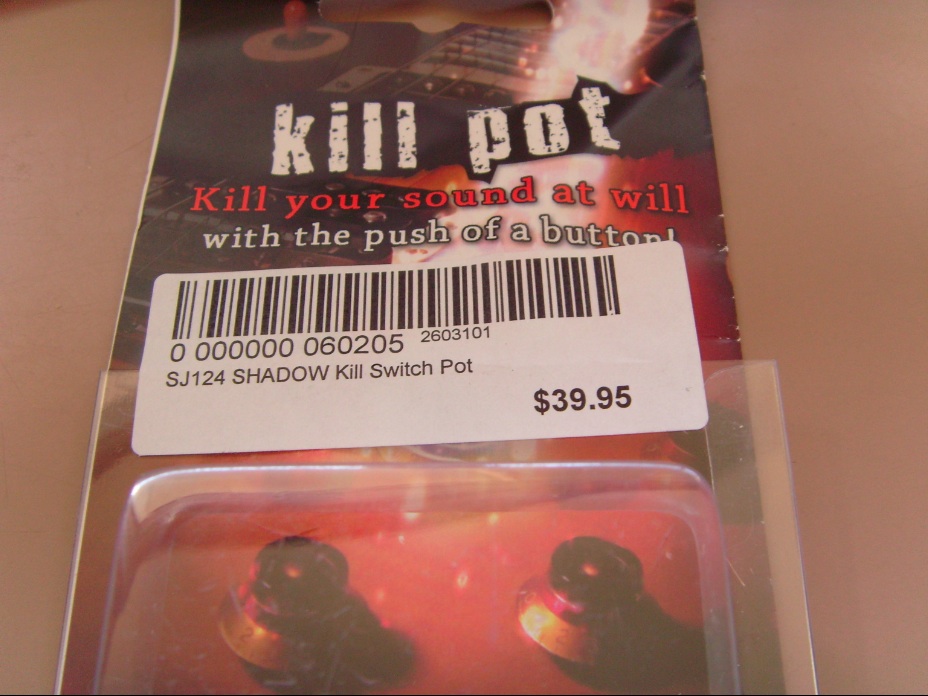 kill pot
Kill your sound at will
with the push of a button!
0 000000 060205 2603101
SJ124 SHADOW Kill Switch Pot
$39.95